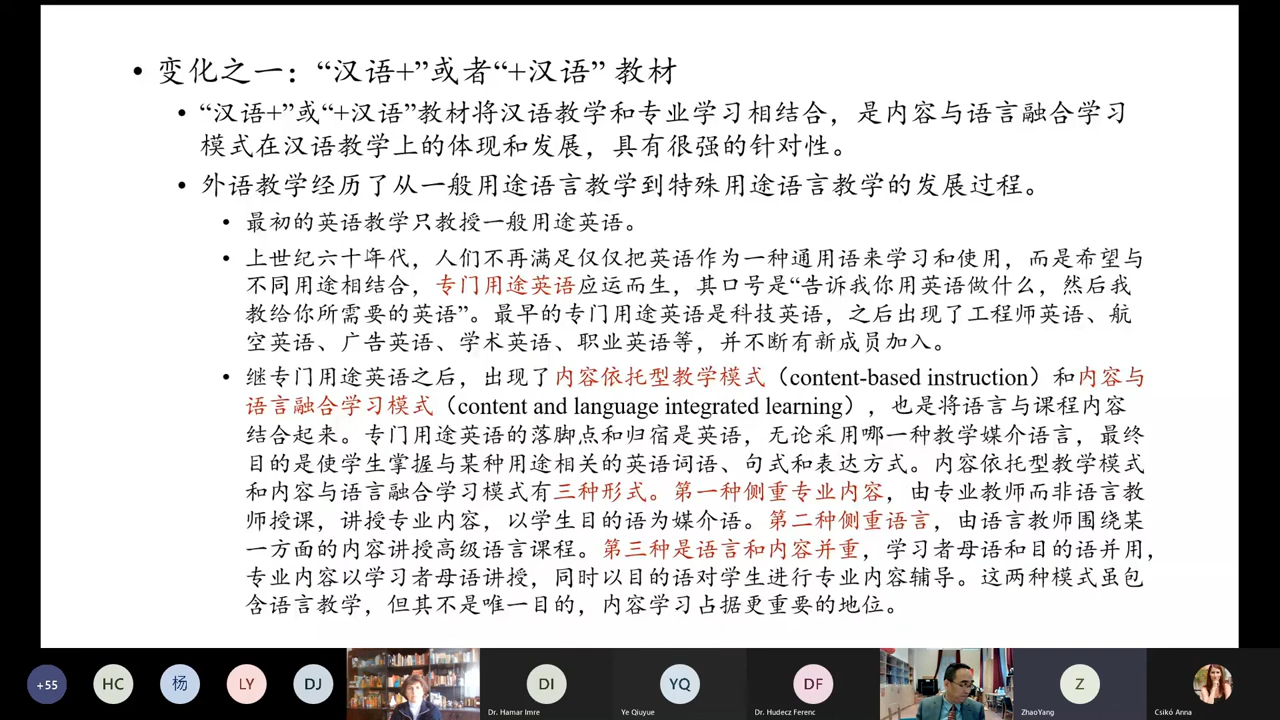 • 变化之一：“汉语+”或者“+汉语” 教材
• “汉语+”或“+汉语”教材将汉语教学和专业学习相结合，是内容与语言融合学习
模式在汉语教学上的体现和发展，具有很强的针对性。
• 外语教学经历了从一般用途语言教学到特殊用途语言教学的发展过程。
• 最初的英语教学只教授一般用途英语。
• 上世纪六十年代，人们不再满足仅仅把英语作为一种通用语来学习和使用，而是希望与
不同用途相结合，专门用途英语应运而生，其口号是“告诉我你用英语做什么，然后我
教给你所需要的英语”。最早的专门用途英语是科技英语，之后出现了工程师英语、航
空英语、广告英语、学术英语、职业英语等，并不断有新成员加入。
• 继专门用途英语之后，出现了内容依托型教学模式（content-based instruction）和内容与
语言融合学习模式（content and language integrated learning），也是将语言与课程内容
结合起来。专门用途英语的落脚点和归宿是英语，无论采用哪一种教学媒介语言，最终
目的是使学生掌握与某种用途相关的英语词语、句式和表达方式。内容依托型教学模式
和内容与语言融合学习模式有三种形式。第一种侧重专业内容，由专业教师而非语言教
师授课，讲授专业内容，以学生目的语为媒介语。第二种侧重语言，由语言教师围绕某
一方面的内容讲授高级语言课程。第三种是语言和内容并重，学习者母语和目的语并用，
专业内容以学习者母语讲授，同时以目的语对学生进行专业内容辅导。这两种模式虽包
含语言教学，但其不是唯一目的，内容学习占据更重要的地位。
+55 HC 杨 LY DJ DI YQ DF Z
Dr. Hamar Imre Ye Qiuyue Dr. Hudecz Ferenc ZhaoYang Csikó Anna